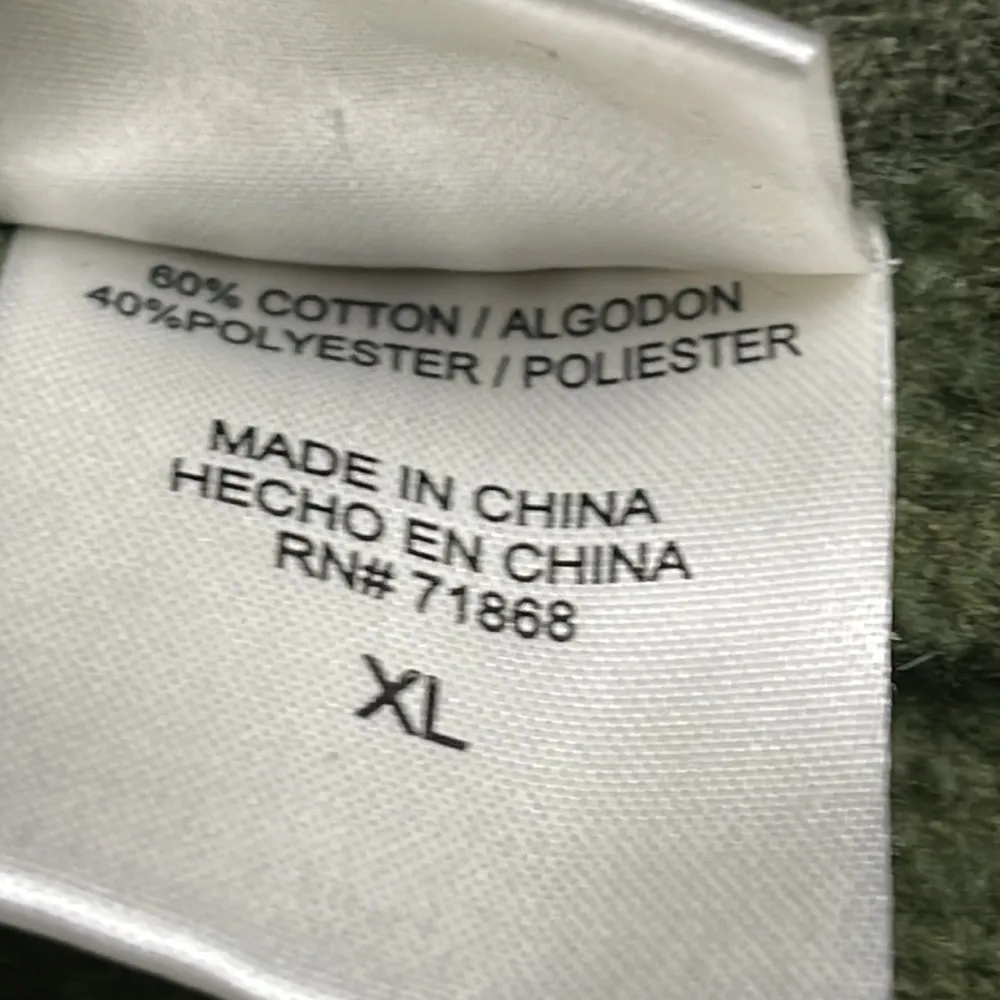 60% COTTON / ALGODON
40%POLYESTER / POLIESTER
MADE IN CHINA
HECHO EN CHINA
RN# 71868
XL